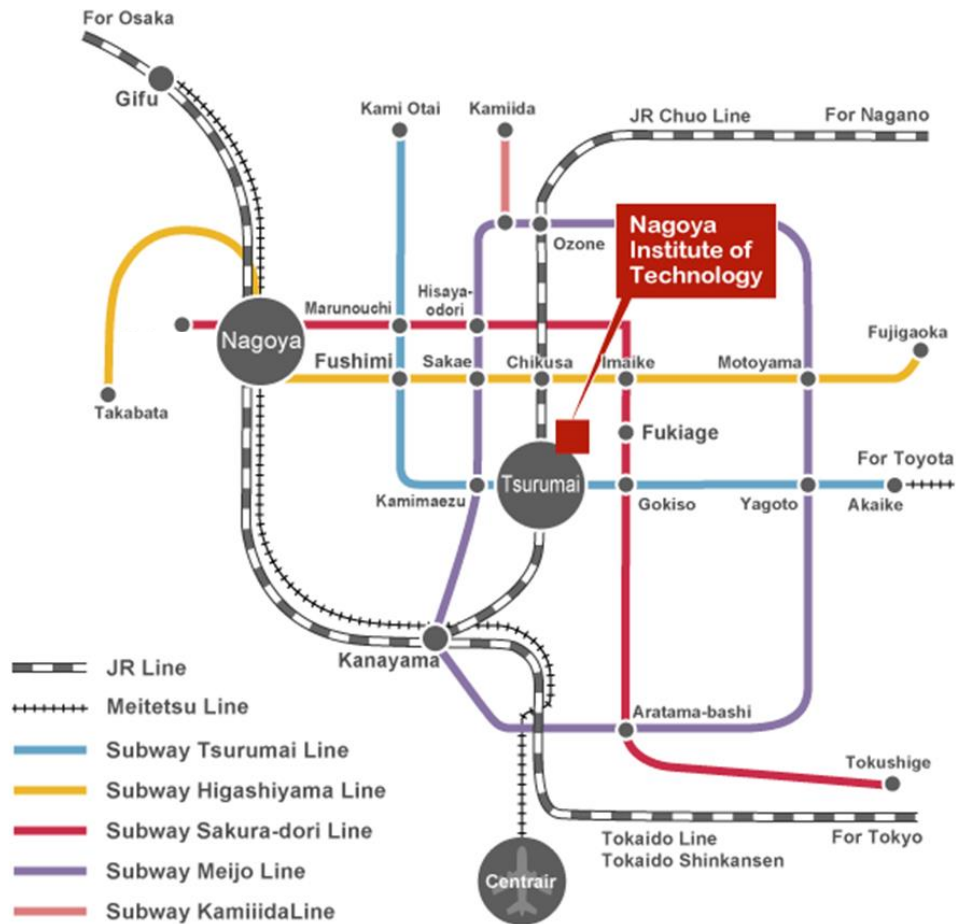 For Osaka
Gifu
Kami Otai
Kamiida
JR Chuo Line
For Nagano
Nagoya
Institute of
Technology
Ozone
Hisaya-
odori
Marunouchi
Nagoya
Fushimi
Sakae
Chikusa
Imaike
Motoyama
Fujigaoka
Takabata
Fukiage
For Toyota
Tsurumai
Kamimaezu
Gokiso
Yagoto
Akaike
Kanayama
JR Line
Meitetsu Line
Subway Tsurumai Line
Subway Higashiyama Line
Subway Sakura-dori Line
Subway Meijo Line
Subway KamiiidaLine
Aratama-bashi
Tokushige
Tokaido Line
Tokaido Shinkansen
For Tokyo
Centrair